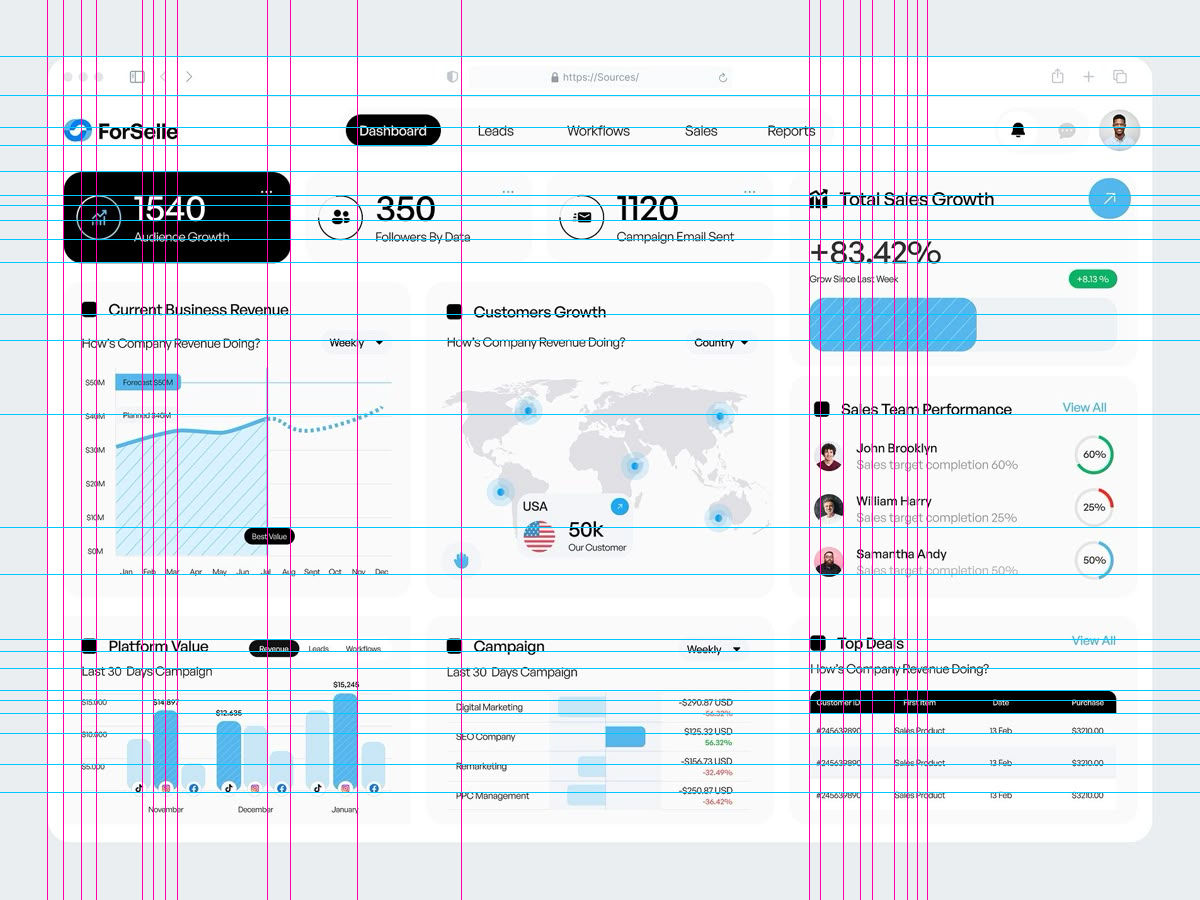 https://Sources/
ForSelle
Dashboard
Leads
Workflows
Sales
Reports
1540
Audience Growth
350
Followers By Data
1120
Campaign Email Sent
Total Sales Growth
+83.42%
Grow Since Last Week
+8.13 %
Current Business Revenue
How's Company Revenue Doing?
Weekly
$50M
$40M
$30M
$20M
$10M
$0M
Forecast $50M
Planned $40M
Best Value
Jan Feb Mar Apr May Jun Jul Aug Sept Oct Nov Dec
Customers Growth
How's Company Revenue Doing?
Country
USA
50k
Our Customer
Sales Team Performance
View All
John Brooklyn
Sales target completion 60%
60%
William Harry
Sales target completion 25%
25%
Samantha Andy
Sales target completion 50%
50%
Platform Value
Revenue
Leads
Workflows
Last 30 Days Campaign
$15.000
$10.000
$5.000
$14.897
$12.635
$15,245
November
December
January
Campaign
Weekly
Last 30 Days Campaign
Digital Marketing
-$290.87 USD
-56.32%
SEO Company
$125.32 USD
56.32%
Remarketing
-$156.73 USD
-32.49%
PPC Management
-$250.87 USD
-36.42%
Top Deals
View All
How's Company Revenue Doing?
Customer ID First Item Date Purchase
#245639890 Sales Product 13 Feb $3210.00
#245639890 Sales Product 13 Feb $3210.00
#245639890 Sales Product 13 Feb $3210.00